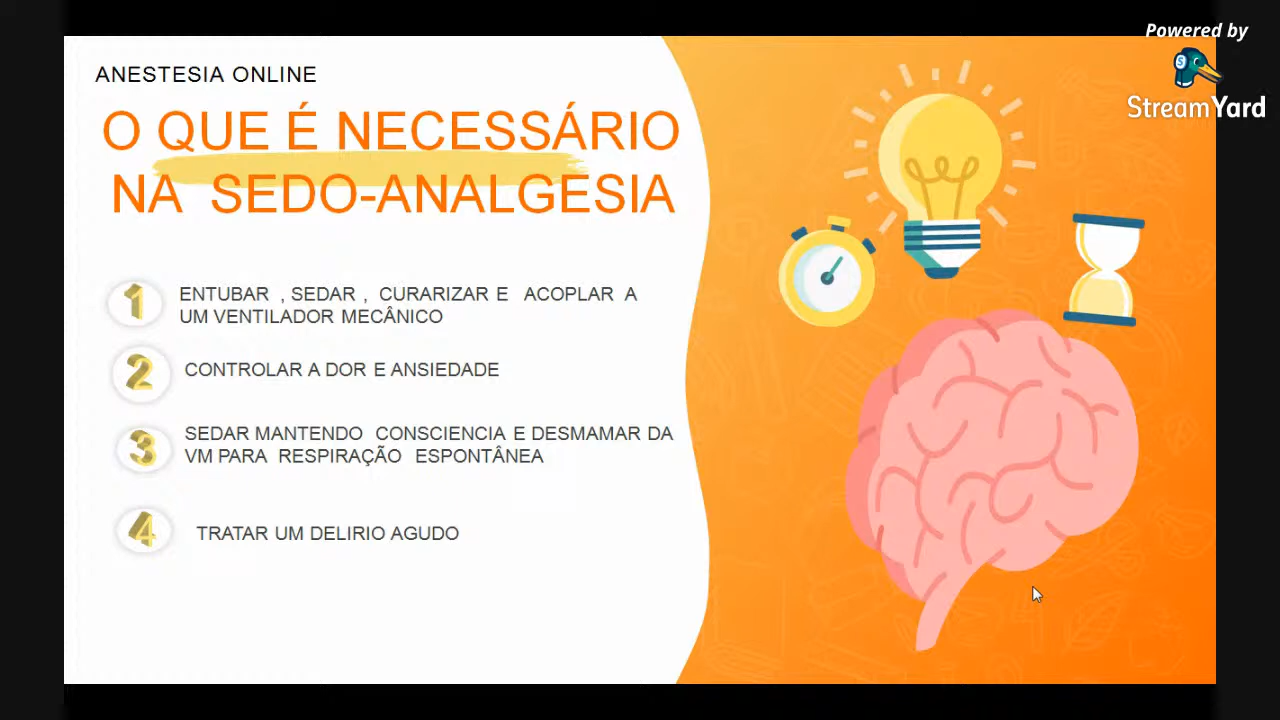 Powered by
StreamYard
ANESTESIA ONLINE
O QUE É NECESSÁRIO
NA SEDO-ANALGESIA
1
ENTUBAR , SEDAR , CURARIZAR E ACOPLAR A
UM VENTILADOR MECÂNICO
2
CONTROLAR A DOR E ANSIEDADE
3
SEDAR MANTENDO CONSCIENCIA E DESMAMAR DA
VM PARA RESPIRAÇÃO ESPONTÂNEA
4
TRATAR UM DELIRIO AGUDO